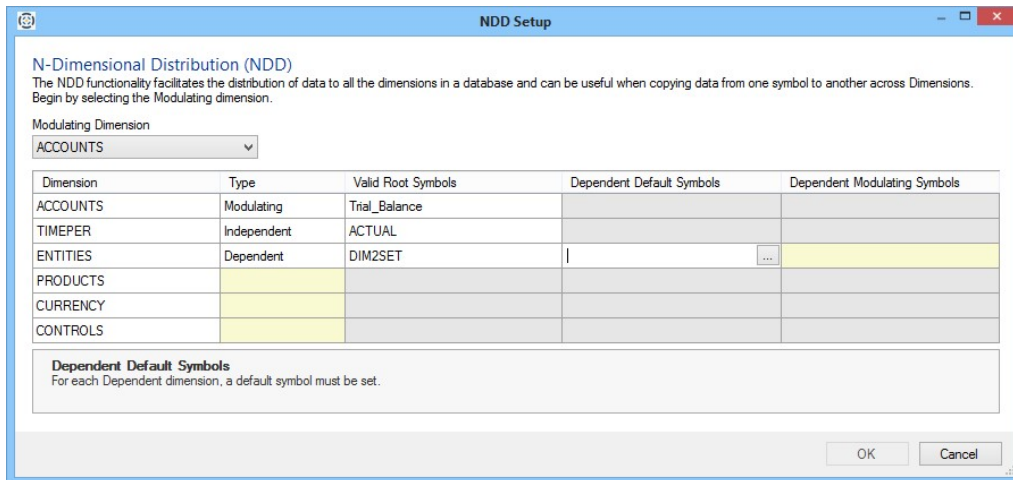 NDD Setup
N-Dimensional Distribution (NDD)
The NDD functionality facilitates the distribution of data to all the dimensions in a database and can be useful when copying data from one symbol to another across Dimensions.
Begin by selecting the Modulating dimension.
Modulating Dimension
ACCOUNTS
Dimension Type Valid Root Symbols Dependent Default Symbols Dependent Modulating Symbols
ACCOUNTS Modulating Trial_Balance
TIMEPER Independent ACTUAL
ENTITIES Dependent DIM2SET ...
PRODUCTS
CURRENCY
CONTROLS
Dependent Default Symbols
For each Dependent dimension, a default symbol must be set.
OK Cancel